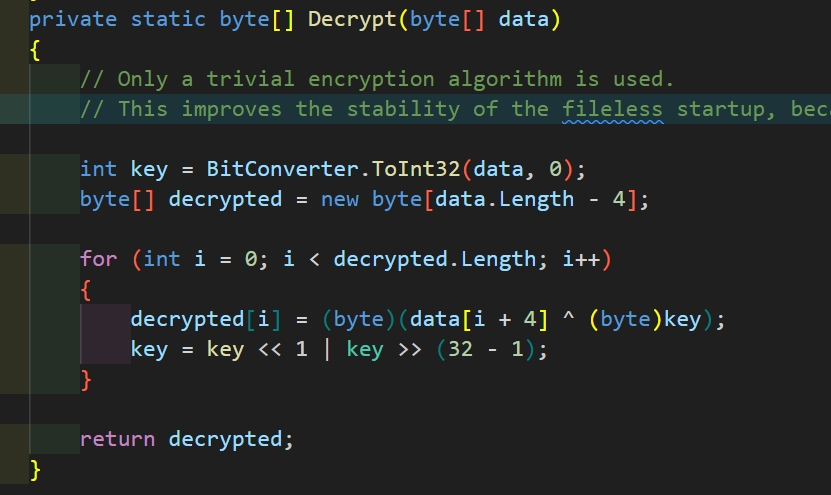 private static byte[] Decrypt(byte[] data)
{
// Only a trivial encryption algorithm is used.
// This improves the stability of the fileless startup,
int key = BitConverter.ToInt32(data, 0);
byte[] decrypted = new byte[data.Length - 4];
for (int i = 0; i < decrypted.Length; i++)
{
decrypted[i] = (byte)(data[i + 4] ^ (byte)key);
key = key << 1 | key >> (32 - 1);
}
return decrypted;
}